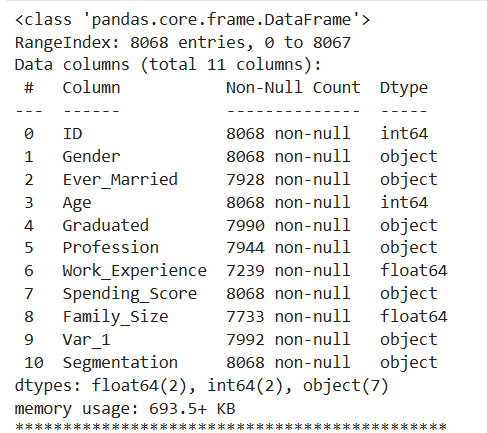 <class 'pandas.core.frame.DataFrame'>
RangeIndex: 8068 entries, 0 to 8067
Data columns (total 11 columns):
 #   Column           Non-Null Count  Dtype
---  ------           --------------  -----
 0   ID               8068 non-null   int64
 1   Gender           8068 non-null   object
 2   Ever_Married     7928 non-null   object
 3   Age              8068 non-null   int64
 4   Graduated        7990 non-null   object
 5   Profession       7944 non-null   object
 6   Work_Experience  7239 non-null   float64
 7   Spending_Score   8068 non-null   object
 8   Family_Size      7733 non-null   float64
 9   Var_1            7992 non-null   object
 10  Segmentation     8068 non-null   object
dtypes: float64(2), int64(2), object(7)
memory usage: 693.5+ KB
*********************************************